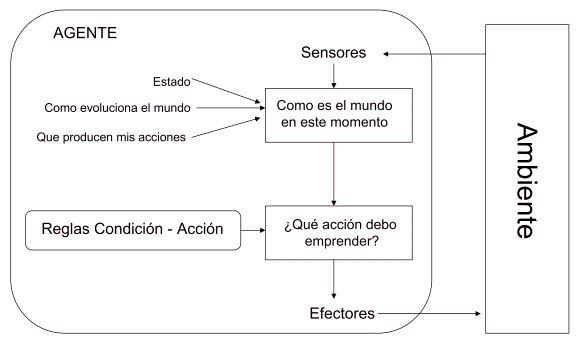 AGENTE
Sensores
Estado
Como evoluciona el mundo
Que producen mis acciones
Como es el mundo
en este momento
Reglas Condición - Acción
¿Qué acción debo
emprender?
Efectores
Ambiente